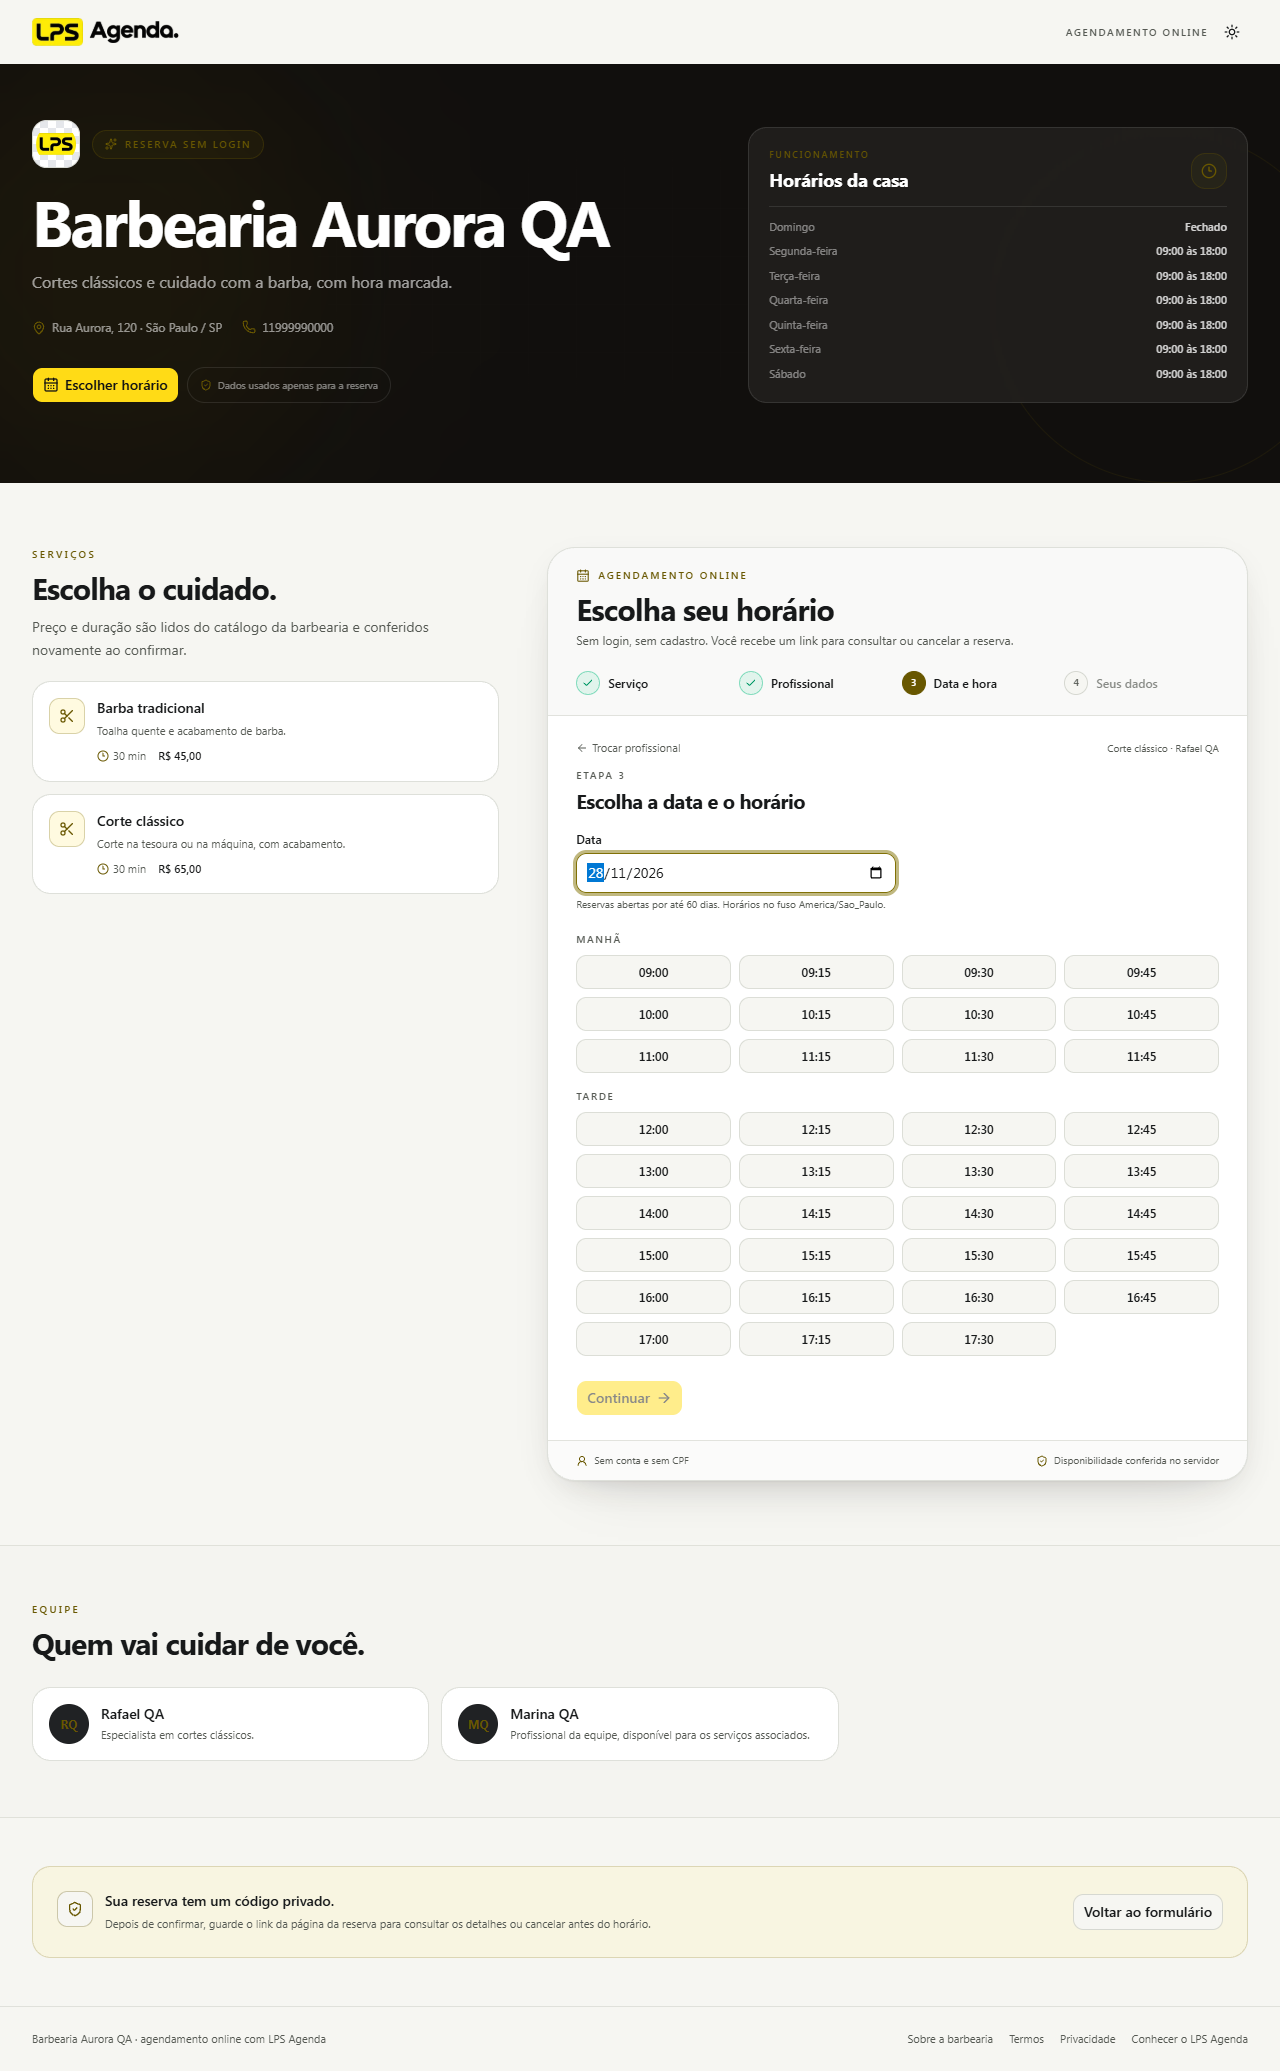 LPS Agenda.
AGENDAMENTO ONLINE
LPS
RESERVA SEM LOGIN
Barbearia Aurora QA
Cortes clássicos e cuidado com a barba, com hora marcada.
Rua Aurora, 120 · São Paulo / SP
11999990000
Escolher horário
Dados usados apenas para a reserva
FUNCIONAMENTO
Horários da casa
Domingo Fechado
Segunda-feira 09:00 às 18:00
Terça-feira 09:00 às 18:00
Quarta-feira 09:00 às 18:00
Quinta-feira 09:00 às 18:00
Sexta-feira 09:00 às 18:00
Sábado 09:00 às 18:00
SERVIÇOS
Escolha o cuidado.
Preço e duração são lidos do catálogo da barbearia e conferidos
novamente ao confirmar.
Barba tradicional
Toalha quente e acabamento de barba.
30 min R$ 45,00
Corte clássico
Corte na tesoura ou na máquina, com acabamento.
30 min R$ 65,00
AGENDAMENTO ONLINE
Escolha seu horário
Sem login, sem cadastro. Você recebe um link para consultar ou cancelar a reserva.
Serviço
Profissional
3 Data e hora
4 Seus dados
Trocar profissional
Corte clássico · Rafael QA
ETAPA 3
Escolha a data e o horário
Data
28/11/2026
Reservas abertas por até 60 dias. Horários no fuso America/Sao_Paulo.
MANHÃ
09:00 09:15 09:30 09:45
10:00 10:15 10:30 10:45
11:00 11:15 11:30 11:45
TARDE
12:00 12:15 12:30 12:45
13:00 13:15 13:30 13:45
14:00 14:15 14:30 14:45
15:00 15:15 15:30 15:45
16:00 16:15 16:30 16:45
17:00 17:15 17:30
Continuar
Sem conta e sem CPF
Disponibilidade conferida no servidor
EQUIPE
Quem vai cuidar de você.
RQ
Rafael QA
Especialista em cortes clássicos.
MQ
Marina QA
Profissional da equipe, disponível para os serviços associados.
Sua reserva tem um código privado.
Depois de confirmar, guarde o link da página da reserva para consultar os detalhes ou cancelar antes do horário.
Voltar ao formulário
Barbearia Aurora QA · agendamento online com LPS Agenda
Sobre a barbearia Termos Privacidade Conhecer o LPS Agenda